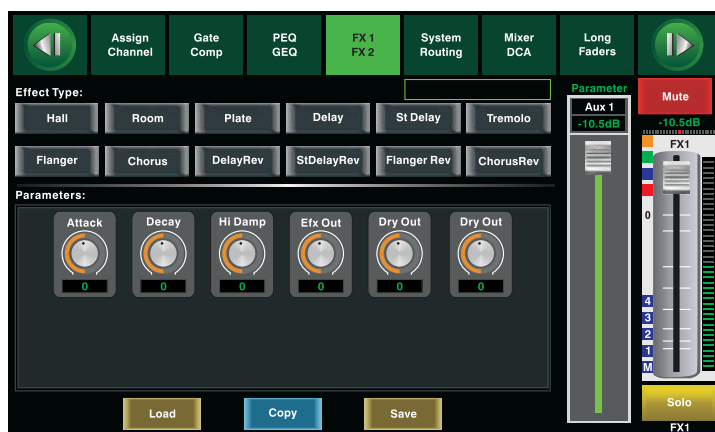 Assign
Channel
Gate
Comp
PEQ
GEQ
FX 1
FX 2
System
Routing
Mixer
DCA
Long
Faders
Effect Type:
Hall
Room
Plate
Delay
St Delay
Tremolo
Flanger
Chorus
DelayRev
StDelayRev
Flanger Rev
ChorusRev
Parameters:
Attack
Decay
Hi Damp
Efx Out
Dry Out
Dry Out
0
0
0
0
0
0
Load
Copy
Save
Parameter
Aux 1
-10.5dB
Mute
-10.5dB
FX1
0
4
3
2
1
M
Solo
FX1